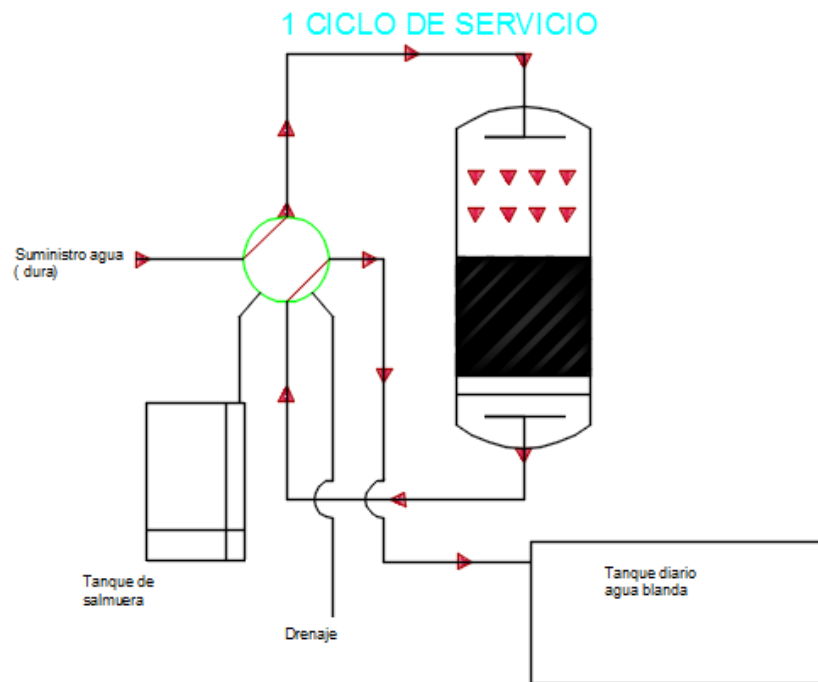 1 CICLO DE SERVICIO
Suministro agua
( dura)
Tanque de
salmuera
Drenaje
Tanque diario
agua blanda